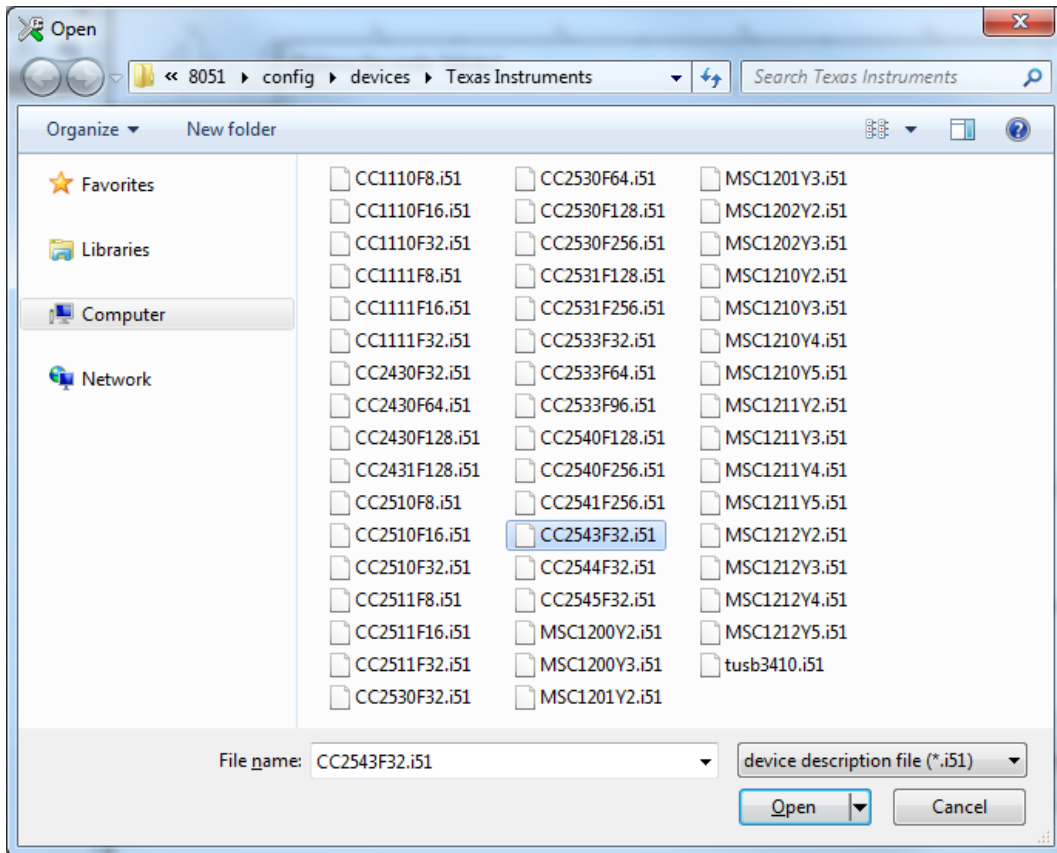 Open
« 8051 ▸ config ▸ devices ▸ Texas Instruments
Search Texas Instruments
Organize
New folder
Favorites
Libraries
Computer
Network
CC1110F8.i51
CC1110F16.i51
CC1110F32.i51
CC1111F8.i51
CC1111F16.i51
CC1111F32.i51
CC2430F32.i51
CC2430F64.i51
CC2430F128.i51
CC2431F128.i51
CC2510F8.i51
CC2510F16.i51
CC2510F32.i51
CC2511F8.i51
CC2511F16.i51
CC2511F32.i51
CC2530F32.i51
CC2530F64.i51
CC2530F128.i51
CC2530F256.i51
CC2531F128.i51
CC2531F256.i51
CC2533F32.i51
CC2533F64.i51
CC2533F96.i51
CC2540F128.i51
CC2540F256.i51
CC2541F256.i51
CC2543F32.i51
CC2544F32.i51
CC2545F32.i51
MSC1200Y2.i51
MSC1200Y3.i51
MSC1201Y2.i51
MSC1201Y3.i51
MSC1202Y2.i51
MSC1202Y3.i51
MSC1210Y2.i51
MSC1210Y3.i51
MSC1210Y4.i51
MSC1210Y5.i51
MSC1211Y2.i51
MSC1211Y3.i51
MSC1211Y4.i51
MSC1211Y5.i51
MSC1212Y2.i51
MSC1212Y3.i51
MSC1212Y4.i51
MSC1212Y5.i51
tusb3410.i51
File name: CC2543F32.i51
device description file (*.i51)
Open
Cancel